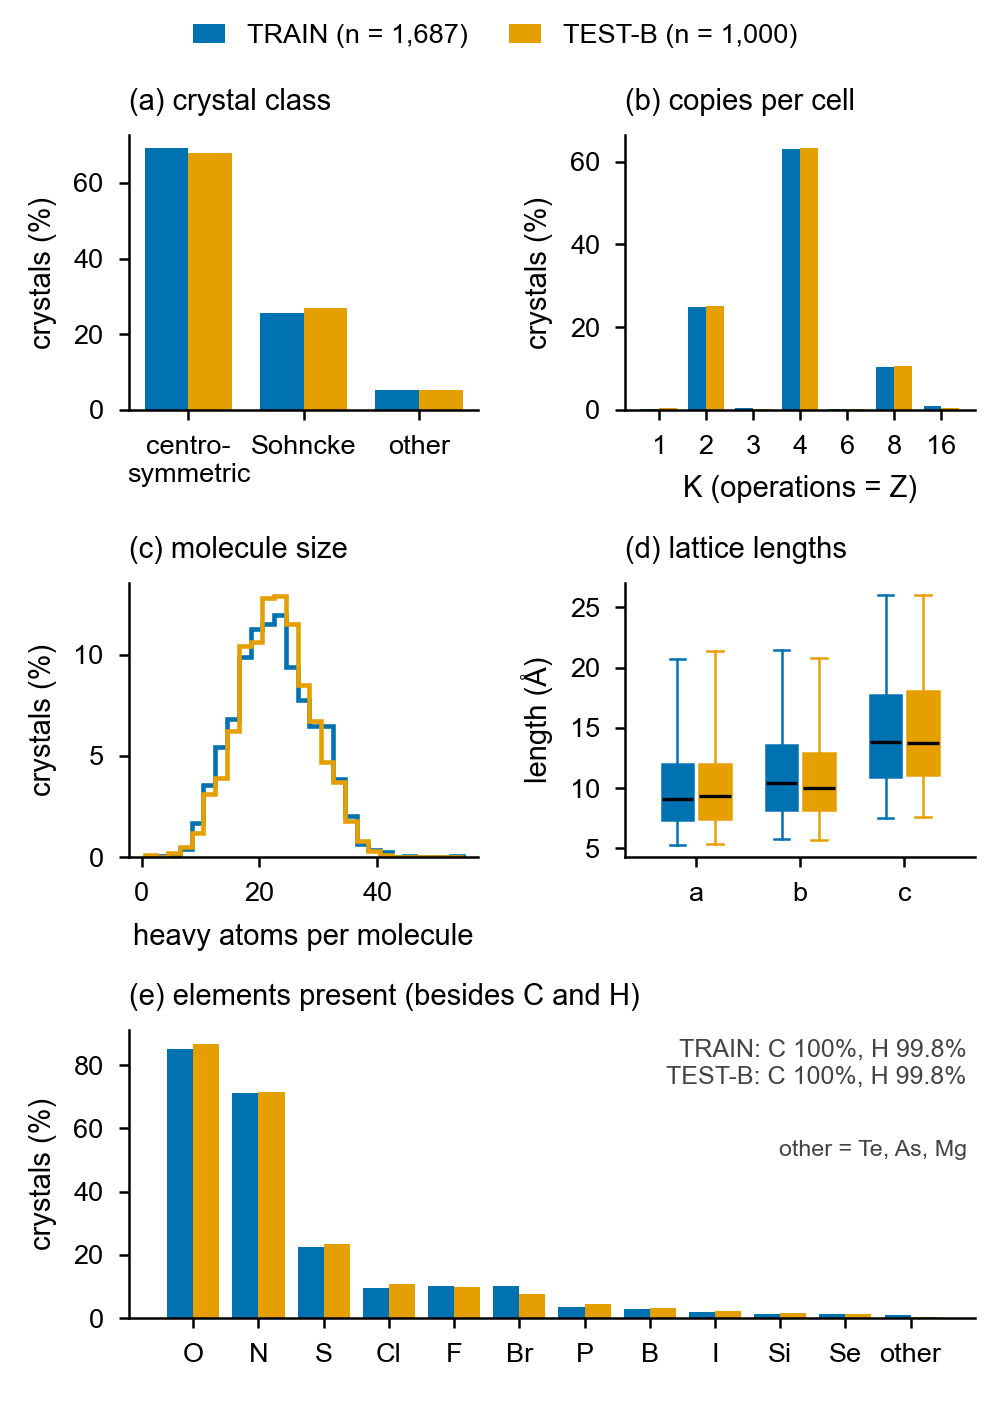 TRAIN (n = 1,687) TEST-B (n = 1,000)
(a) crystal class
crystals (%)
60
40
20
0
centro-
symmetric
Sohncke
other
(b) copies per cell
crystals (%)
60
40
20
0
1 2 3 4 6 8 16
K (operations = Z)
(c) molecule size
crystals (%)
10
5
0
0 20 40
heavy atoms per molecule
(d) lattice lengths
length (Å)
25
20
15
10
5
a b c
(e) elements present (besides C and H)
crystals (%)
80
60
40
20
0
TRAIN: C 100%, H 99.8%
TEST-B: C 100%, H 99.8%
other = Te, As, Mg
O N S Cl F Br P B I Si Se other